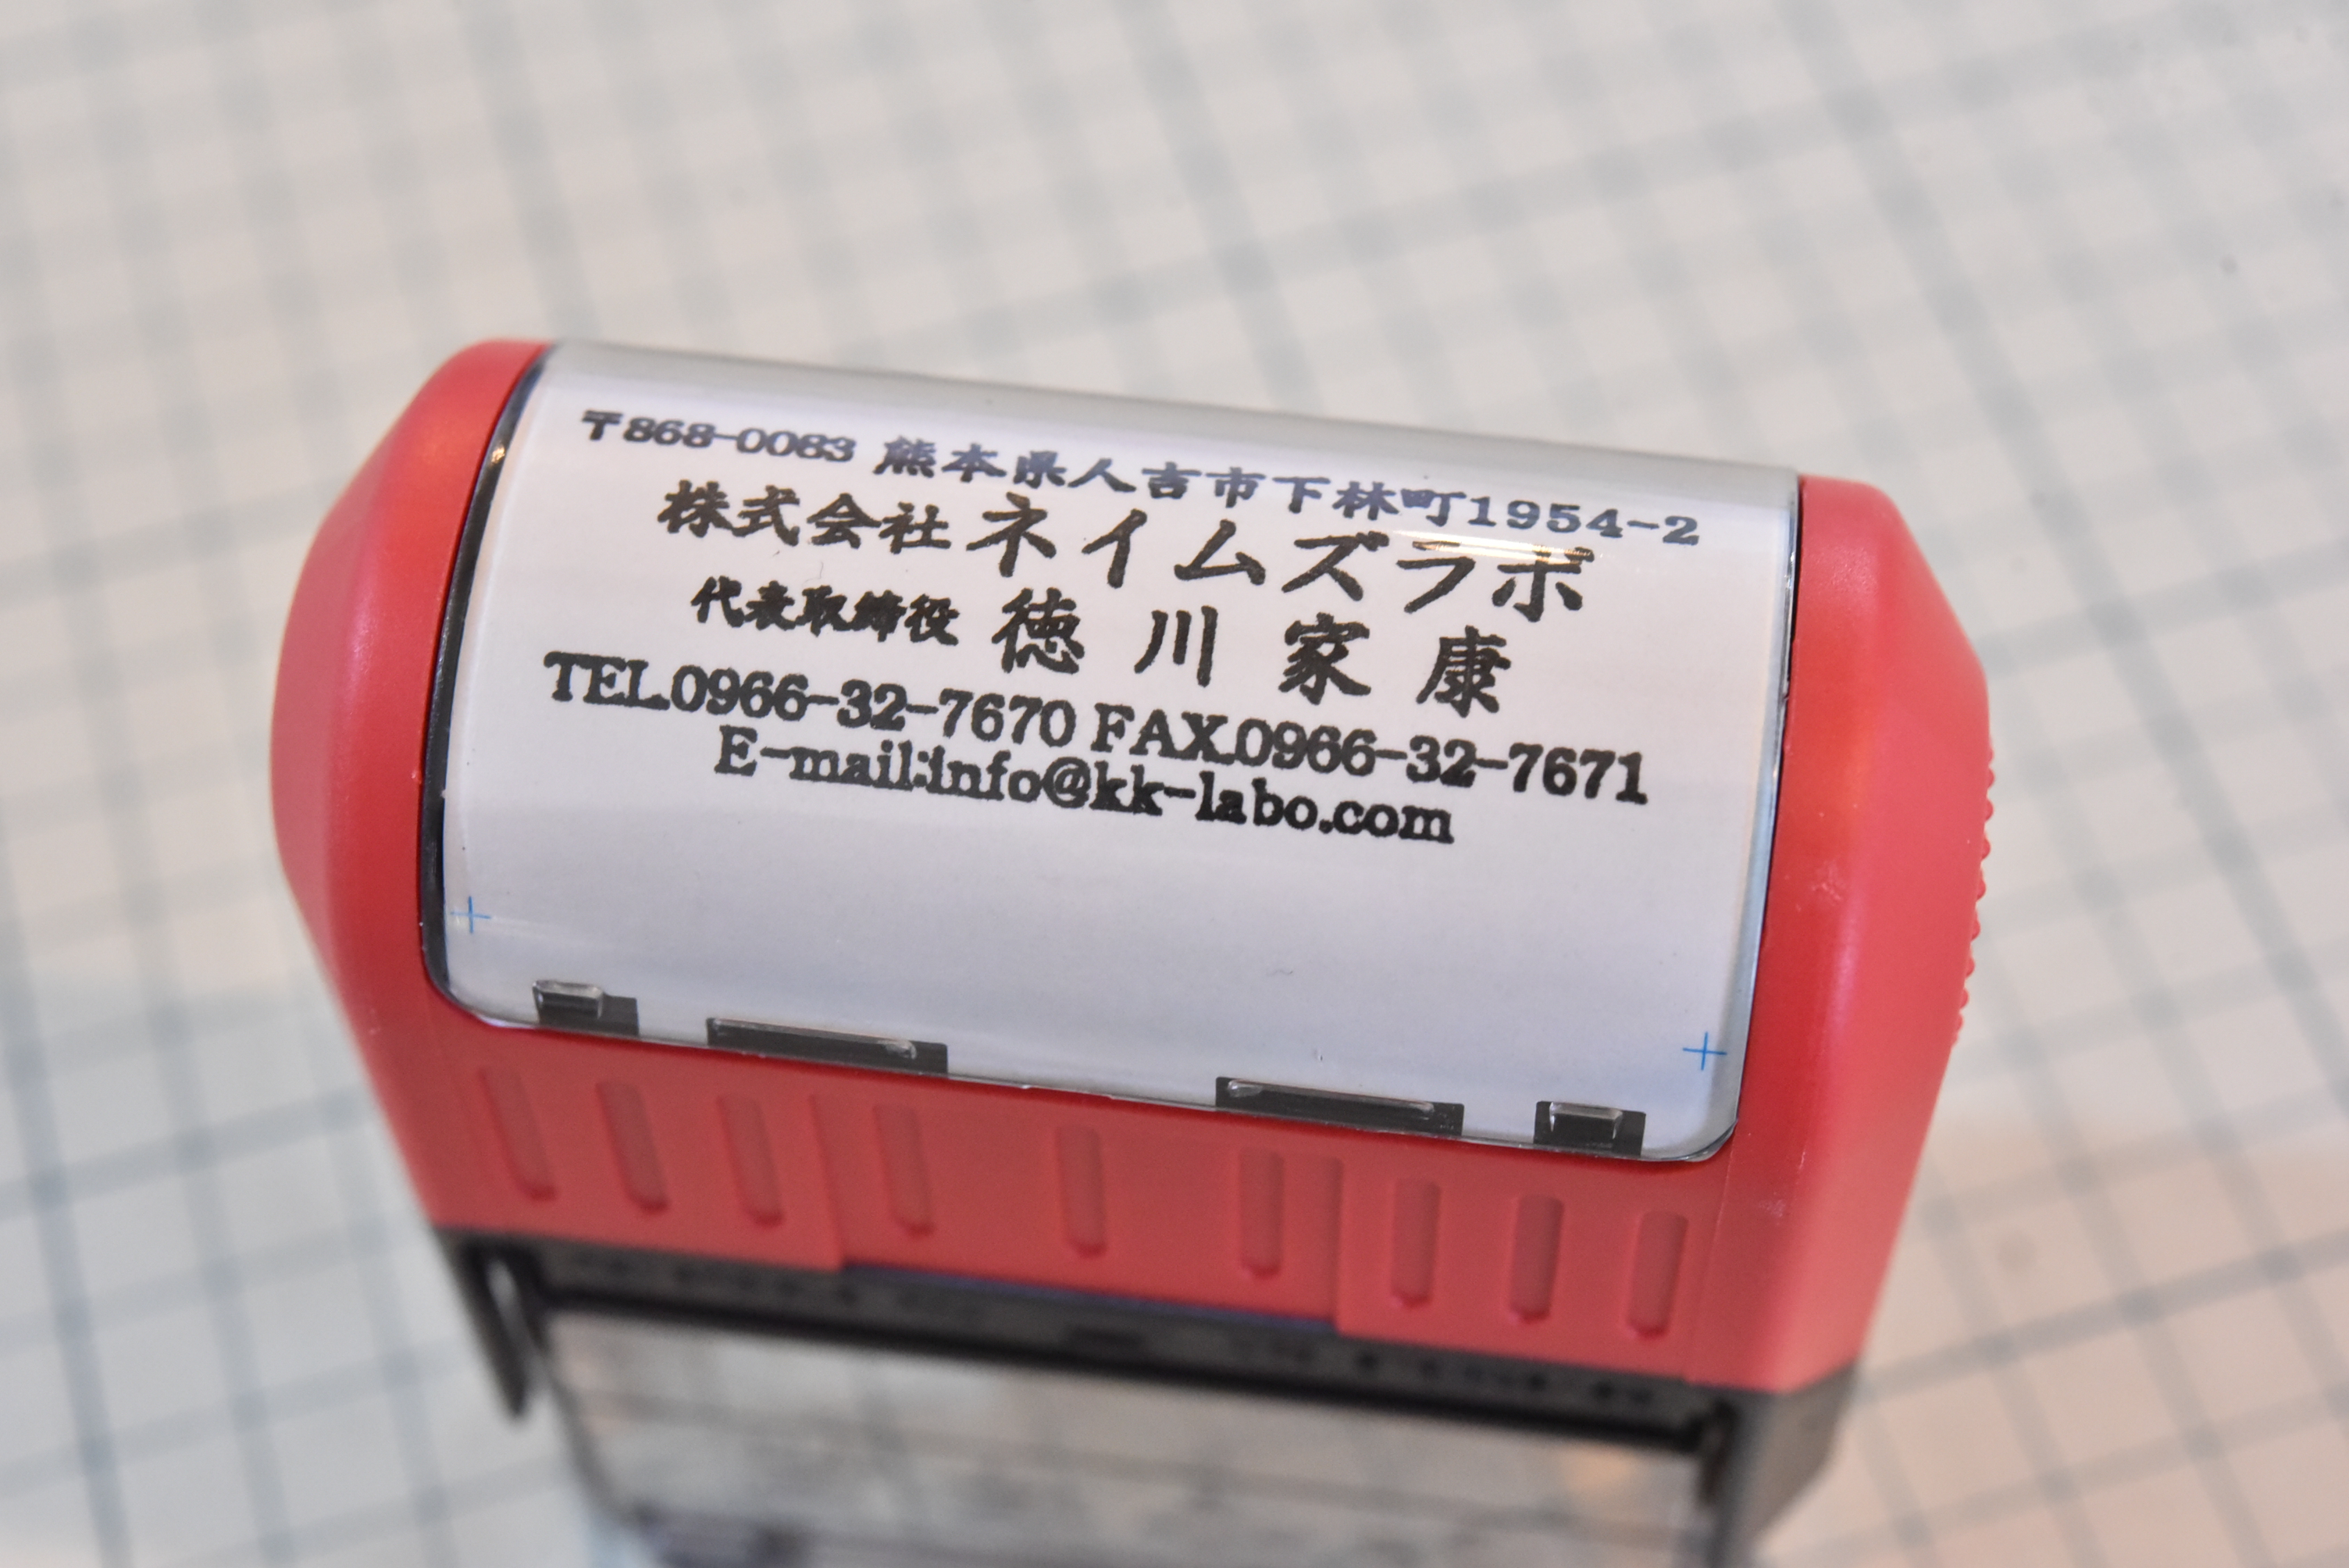 〒868-0083 熊本県人吉市下林町1954-2
株式会社ネイムズラボ
代表取締役 徳川家康
TEL.0966-32-7670 FAX.0966-32-7671
E-mail:info@kk-labo.com